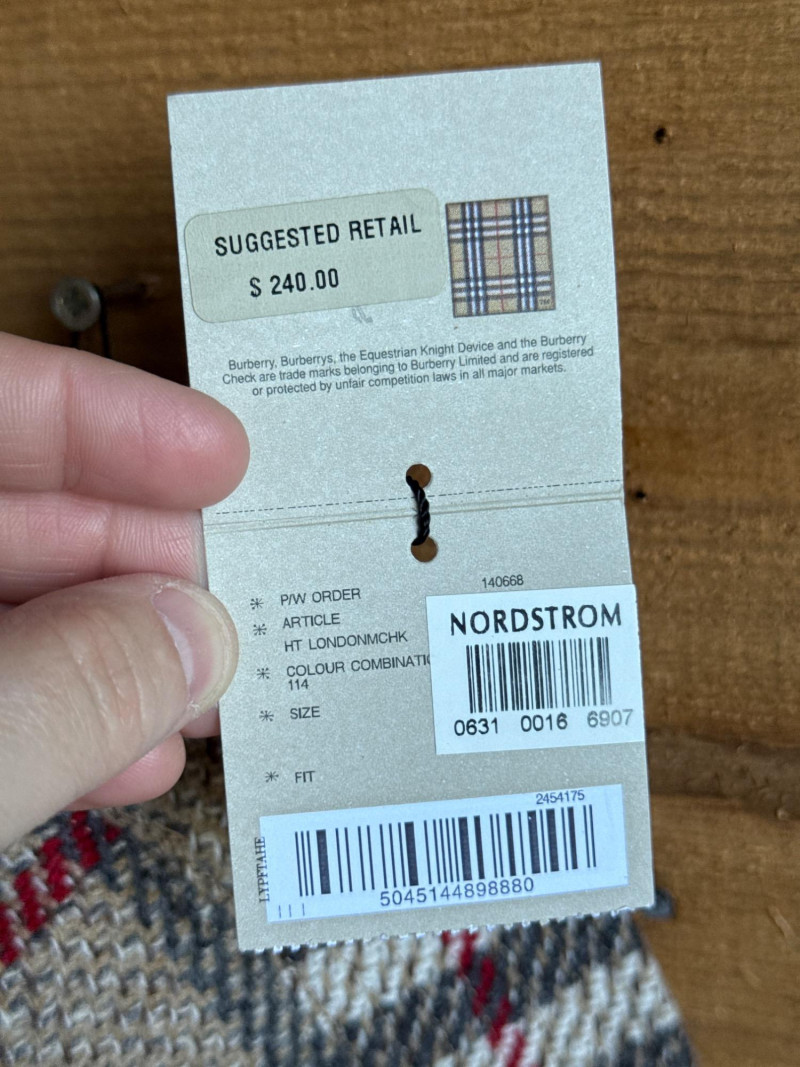 SUGGESTED RETAIL
$ 240.00
TM
Burberry, Burberrys, the Equestrian Knight Device and the Burberry
Check are trade marks belonging to Burberry Limited and are registered
or protected by unfair competition laws in all major markets.
140668
P/W ORDER
ARTICLE
HT LONDONMCHK
COLOUR COMBINATI
114
SIZE
FIT
NORDSTROM
0631 0016 6907
2454175
LYPFTAHE
5045144898880